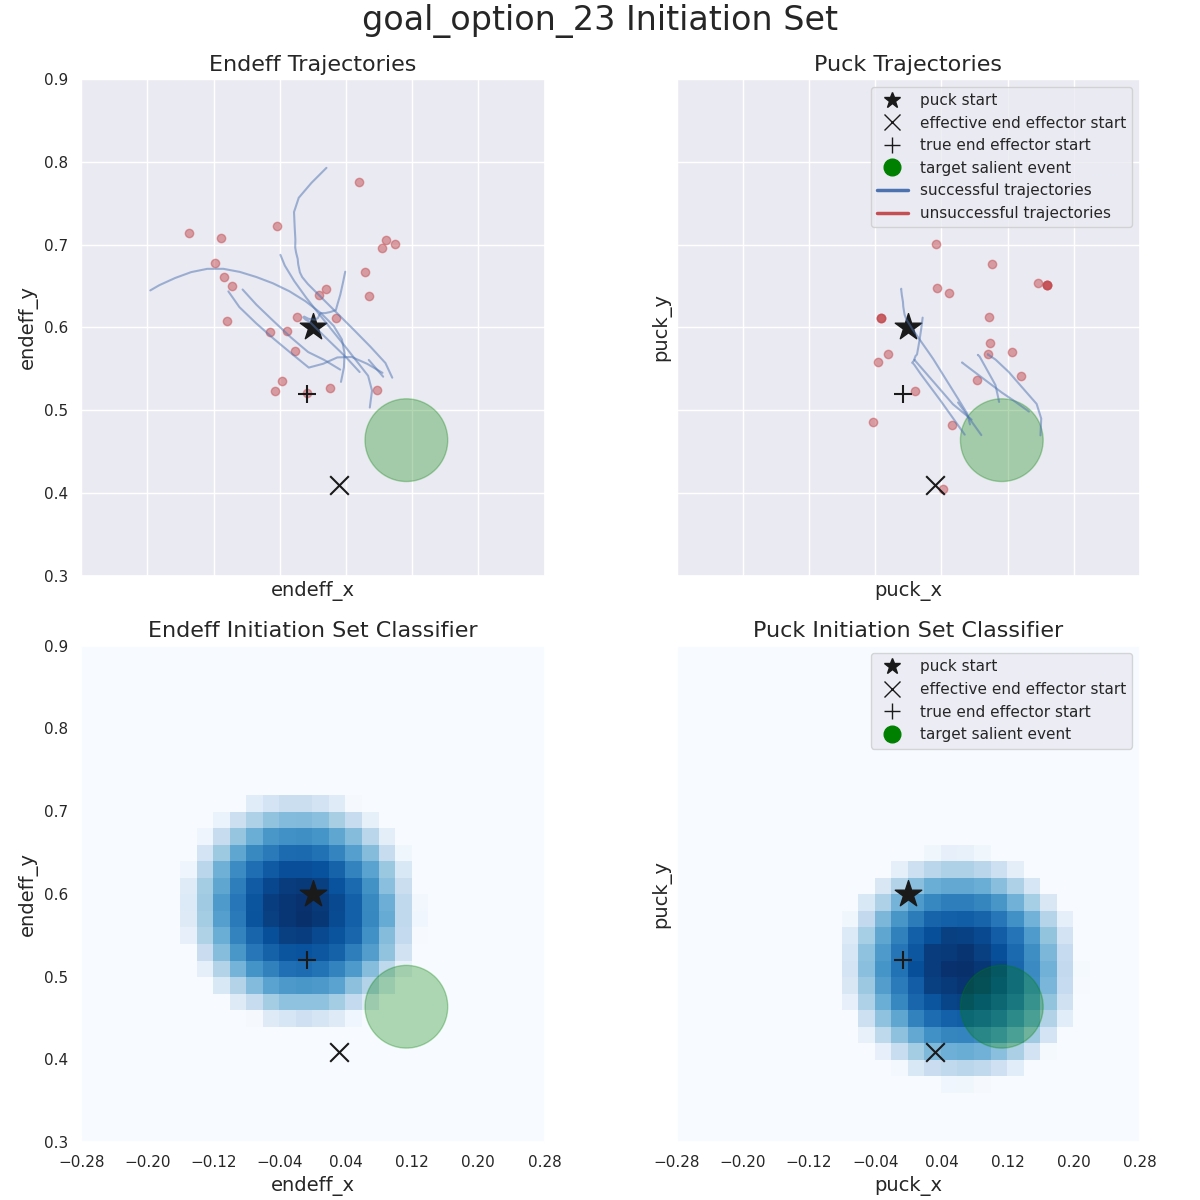 goal_option_23 Initiation Set
Endeff Trajectories
0.9
0.8
0.7
0.6
0.5
0.4
0.3
endeff_y
endeff_x
Puck Trajectories
puck start
effective end effector start
true end effector start
target salient event
successful trajectories
unsuccessful trajectories
puck_y
puck_x
Endeff Initiation Set Classifier
0.9
0.8
0.7
0.6
0.5
0.4
0.3
endeff_y
−0.28 −0.20 −0.12 −0.04 0.04 0.12 0.20 0.28
endeff_x
Puck Initiation Set Classifier
puck start
effective end effector start
true end effector start
target salient event
puck_y
−0.28 −0.20 −0.12 −0.04 0.04 0.12 0.20 0.28
puck_x